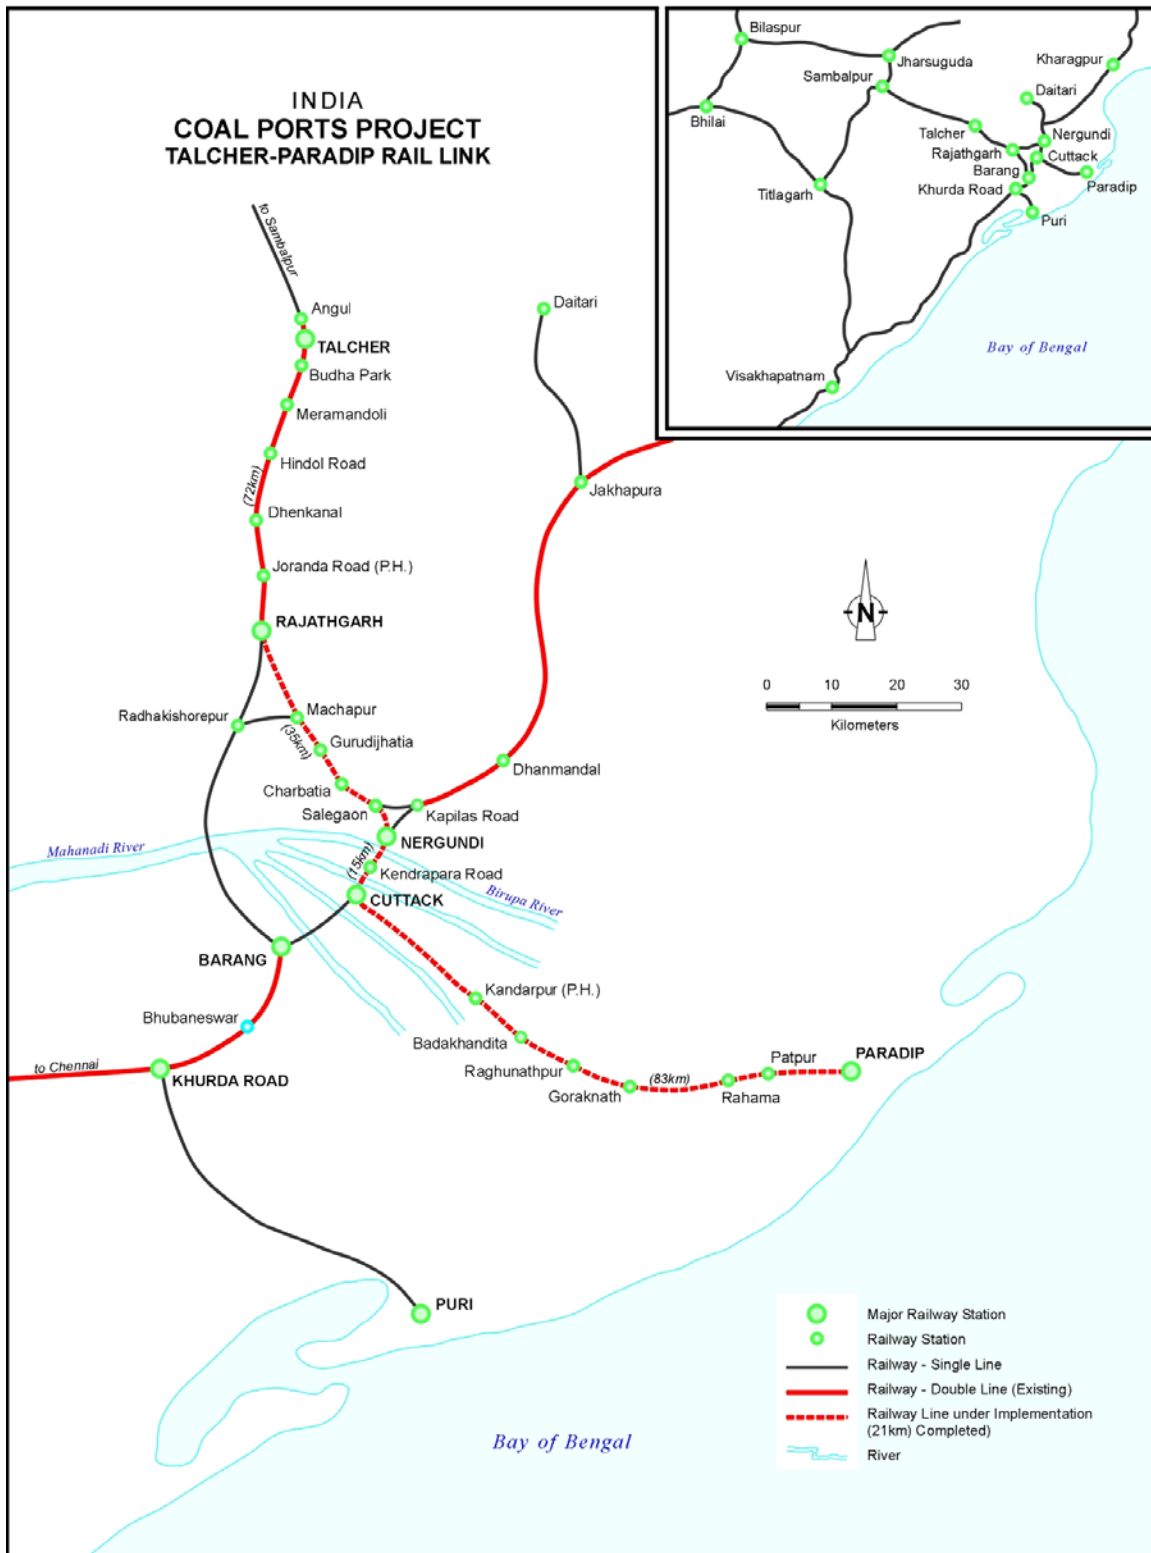 INDIA
COAL PORTS PROJECT
TALCHER-PARADIP RAIL LINK
Bilaspur
Jharsuguda
Sambalpur
Kharagpur
Daitari
Bhilai
Talcher
Nergundi
Rajathgarh
Cuttack
Barang
Paradip
Khurda Road
Titlagarh
Puri
Bay of Bengal
Visakhapatnam
to Sambalpur
Angul
Daitari
TALCHER
Budha Park
Meramandoli
Hindol Road
(72km)
Jakhapura
Dhenkanal
Joranda Road (P.H.)
RAJATHGARH
N
0 10 20 30
Kilometers
Radhakishorepur
Machapur
(35km)
Gurudijhatia
Dhanmandal
Charbatia
Salegaon
Kapilas Road
NERGUNDI
Mahanadi River
(15km)
Kendrapara Road
Birupa River
CUTTACK
BARANG
Kandarpur (P.H.)
Bhubaneswar
Badakhandita
to Chennai
KHURDA ROAD
Raghunathpur
Goraknath
(83km)
Rahama
Patpur
PARADIP
PURI
Major Railway Station
Railway Station
Railway - Single Line
Railway - Double Line (Existing)
Railway Line under Implementation
(21km) Completed)
River
Bay of Bengal